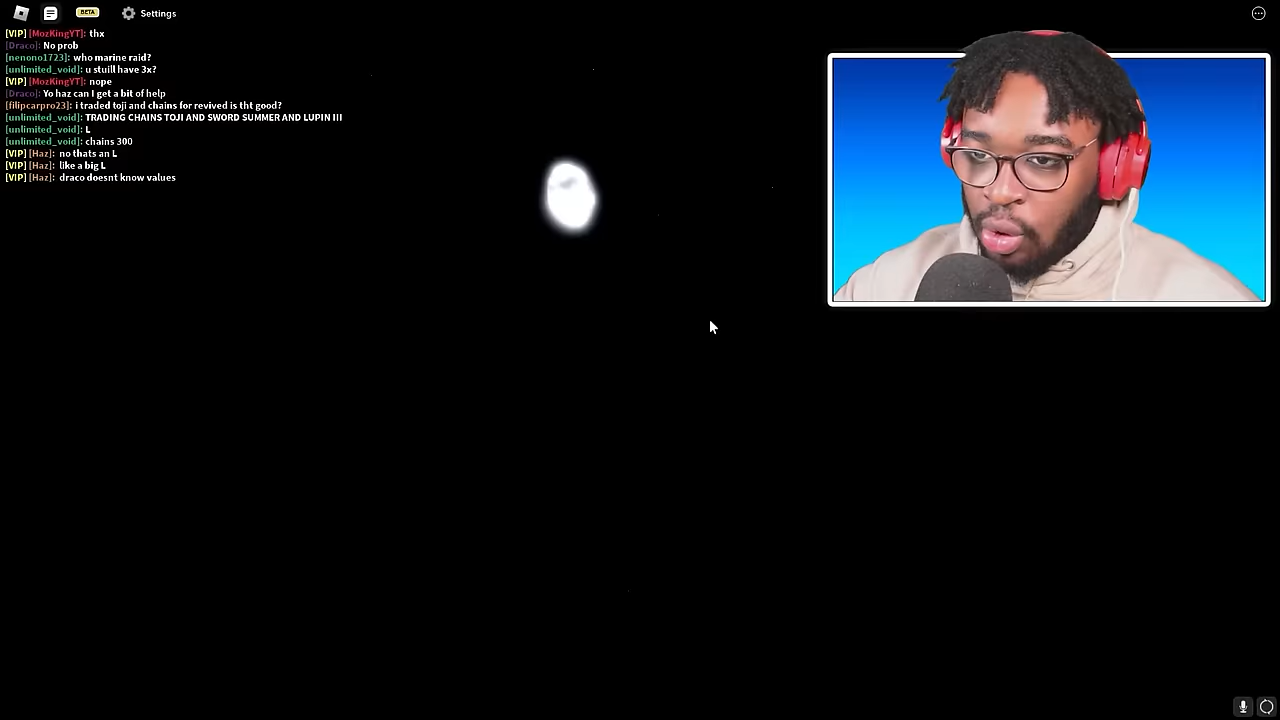 BETA
Settings
[VIP] [MozKingYT]: thx
[Draco]: No prob
[nenono1723]: who marine raid?
[unlimited_void]: u stuill have 3x?
[VIP] [MozKingYT]: nope
[Draco]: Yo haz can I get a bit of help
[filipcarpro23]: i traded toji and chains for revived is tht good?
[unlimited_void]: TRADING CHAINS TOJI AND SWORD SUMMER AND LUPIN III
[unlimited_void]: L
[unlimited_void]: chains 300
[VIP] [Haz]: no thats an L
[VIP] [Haz]: like a big L
[VIP] [Haz]: draco doesnt know values